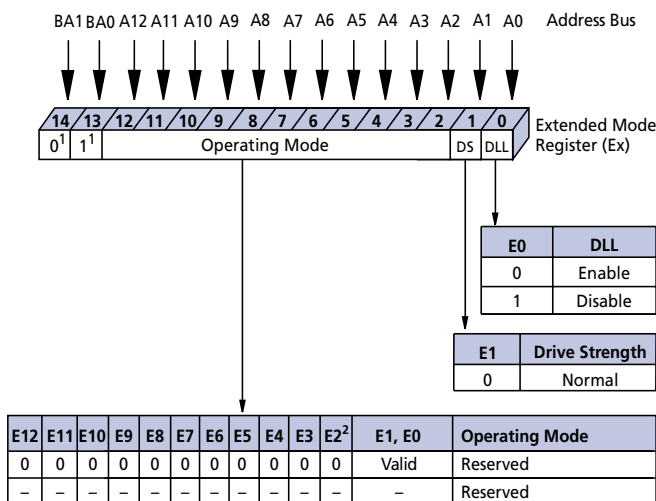 BA1 BA0 A12 A11 A10 A9 A8 A7 A6 A5 A4 A3 A2 A1 A0 Address Bus
14 13 12 11 10 9 8 7 6 5 4 3 2 1 0
Extended Mode
Register (Ex)
0¹ 1¹ Operating Mode DS DLL
E0 DLL
0 Enable
1 Disable
E1 Drive Strength
0 Normal
E12 E11 E10 E9 E8 E7 E6 E5 E4 E3 E2² E1, E0 Operating Mode
0 0 0 0 0 0 0 0 0 0 0 Valid Reserved
– – – – – – – – – – – – Reserved